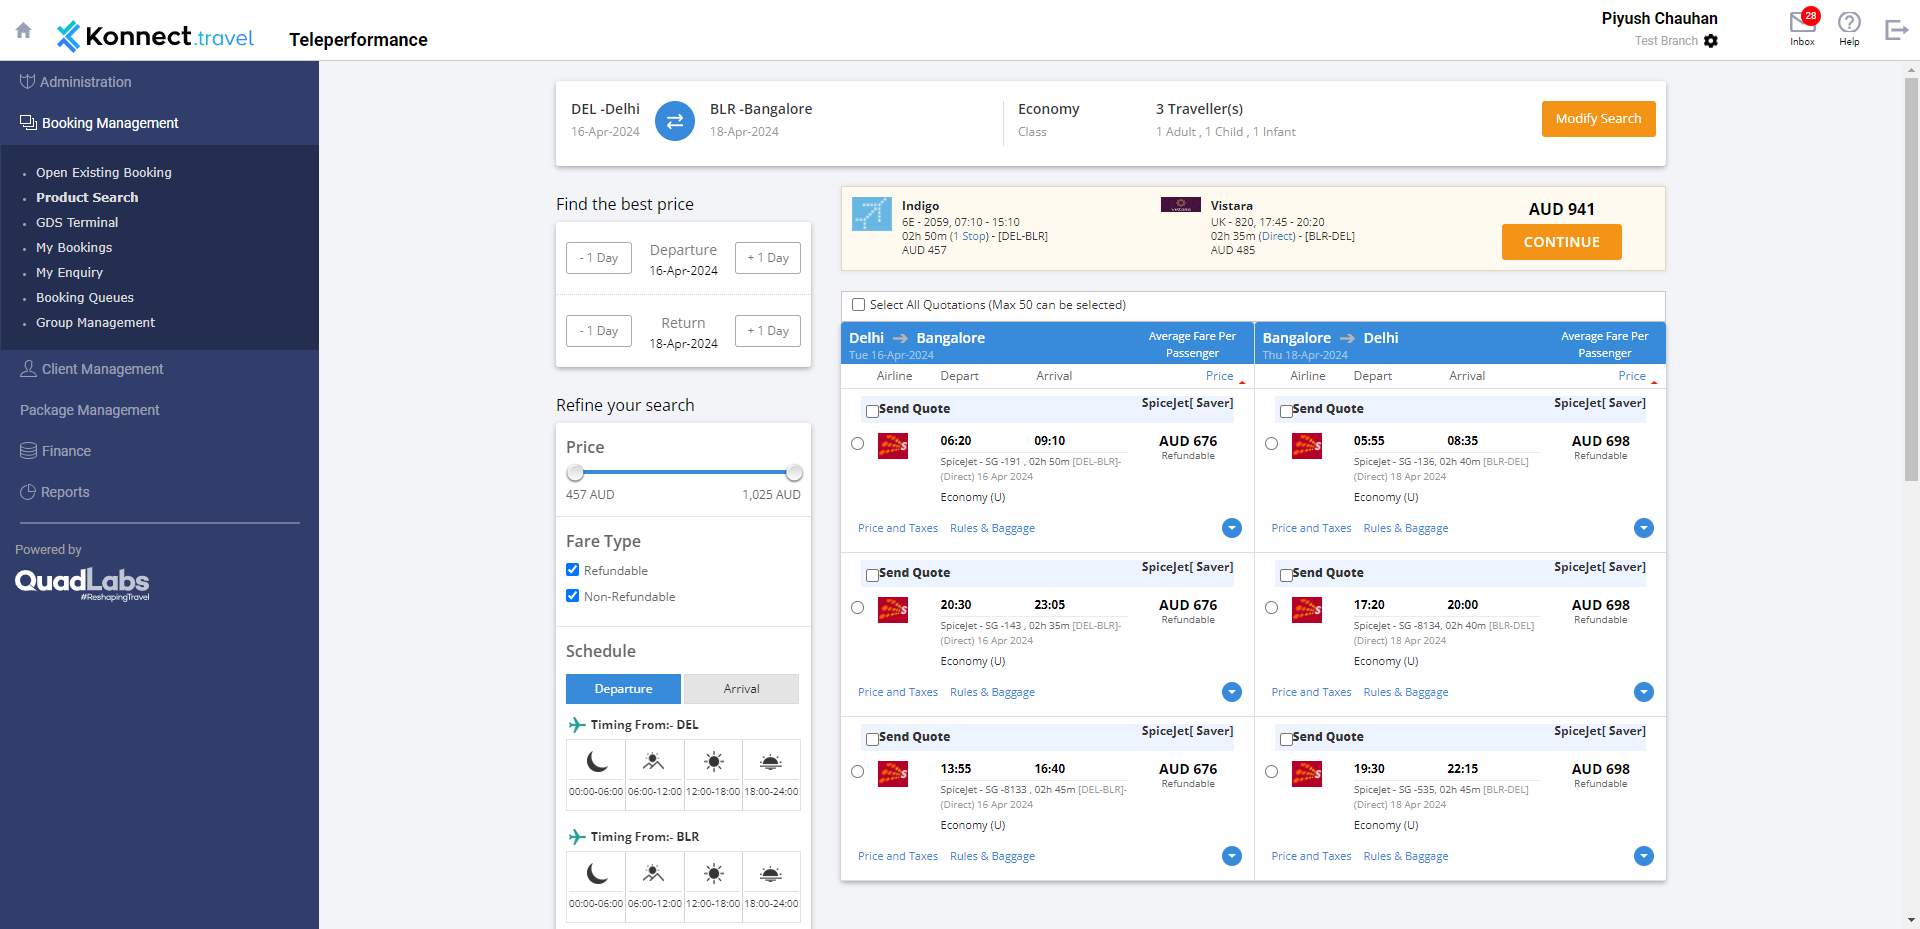 Konnect.travel
Teleperformance
Piyush Chauhan
Test Branch
28
Inbox
Help
Administration
Booking Management
Open Existing Booking
Product Search
GDS Terminal
My Bookings
My Enquiry
Booking Queues
Group Management
Client Management
Package Management
Finance
Reports
Powered by
QuadLabs
#ReshapingTravel
DEL -Delhi
16-Apr-2024
BLR -Bangalore
18-Apr-2024
Economy
Class
3 Traveller(s)
1 Adult , 1 Child , 1 Infant
Modify Search
Find the best price
- 1 Day
Departure
16-Apr-2024
+ 1 Day
- 1 Day
Return
18-Apr-2024
+ 1 Day
Refine your search
Price
457 AUD
1,025 AUD
Fare Type
Refundable
Non-Refundable
Schedule
Departure
Arrival
Timing From:- DEL
00:00-06:00 06:00-12:00 12:00-18:00 18:00-24:00
Timing From:- BLR
00:00-06:00 06:00-12:00 12:00-18:00 18:00-24:00
Indigo
6E - 2059, 07:10 - 15:10
02h 50m (1 Stop) - [DEL-BLR]
AUD 457
vistara
Vistara
UK - 820, 17:45 - 20:20
02h 35m (Direct) - [BLR-DEL]
AUD 485
AUD 941
CONTINUE
Select All Quotations (Max 50 can be selected)
Delhi Bangalore
Tue 16-Apr-2024
Average Fare Per
Passenger
Airline Depart Arrival Price
Send Quote
SpiceJet[ Saver]
06:20 09:10
AUD 676
Refundable
SpiceJet - SG -191 , 02h 50m [DEL-BLR]-
(Direct) 16 Apr 2024
Economy (U)
Price and Taxes Rules & Baggage
Send Quote
SpiceJet[ Saver]
20:30 23:05
AUD 676
Refundable
SpiceJet - SG -143 , 02h 35m [DEL-BLR]-
(Direct) 16 Apr 2024
Economy (U)
Price and Taxes Rules & Baggage
Send Quote
SpiceJet[ Saver]
13:55 16:40
AUD 676
Refundable
SpiceJet - SG -8133 , 02h 45m [DEL-BLR]-
(Direct) 16 Apr 2024
Economy (U)
Price and Taxes Rules & Baggage
Bangalore Delhi
Thu 18-Apr-2024
Average Fare Per
Passenger
Airline Depart Arrival Price
Send Quote
SpiceJet[ Saver]
05:55 08:35
AUD 698
Refundable
SpiceJet - SG -136, 02h 40m [BLR-DEL]
(Direct) 18 Apr 2024
Economy (U)
Price and Taxes Rules & Baggage
Send Quote
SpiceJet[ Saver]
17:20 20:00
AUD 698
Refundable
SpiceJet - SG -8134, 02h 40m [BLR-DEL]
(Direct) 18 Apr 2024
Economy (U)
Price and Taxes Rules & Baggage
Send Quote
SpiceJet[ Saver]
19:30 22:15
AUD 698
Refundable
SpiceJet - SG -535, 02h 45m [BLR-DEL]
(Direct) 18 Apr 2024
Economy (U)
Price and Taxes Rules & Baggage